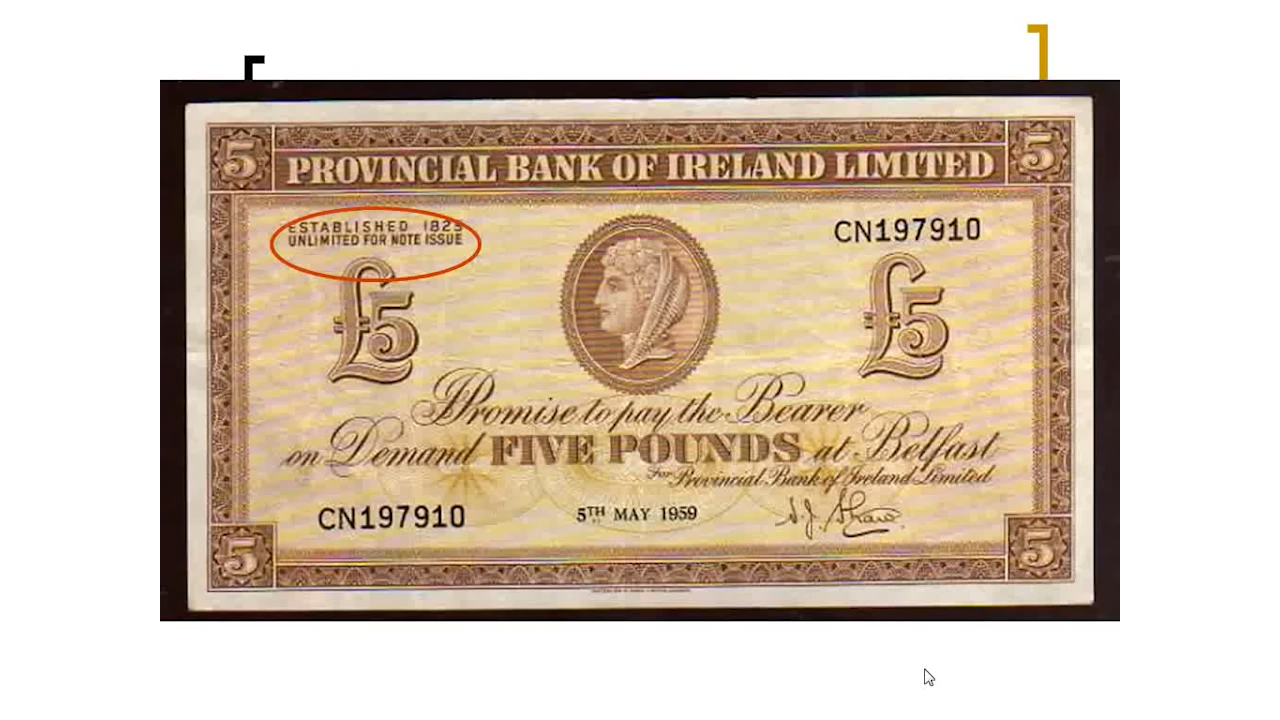 5 PROVINCIAL BANK OF IRELAND LIMITED 5
ESTABLISHED 1825
UNLIMITED FOR NOTE ISSUE
CN197910
£5 £5
I Promise to pay the Bearer
on Demand FIVE POUNDS at Belfast
For Provincial Bank of Ireland Limited
CN197910 5TH MAY 1959 S.J. Shaw
5 5